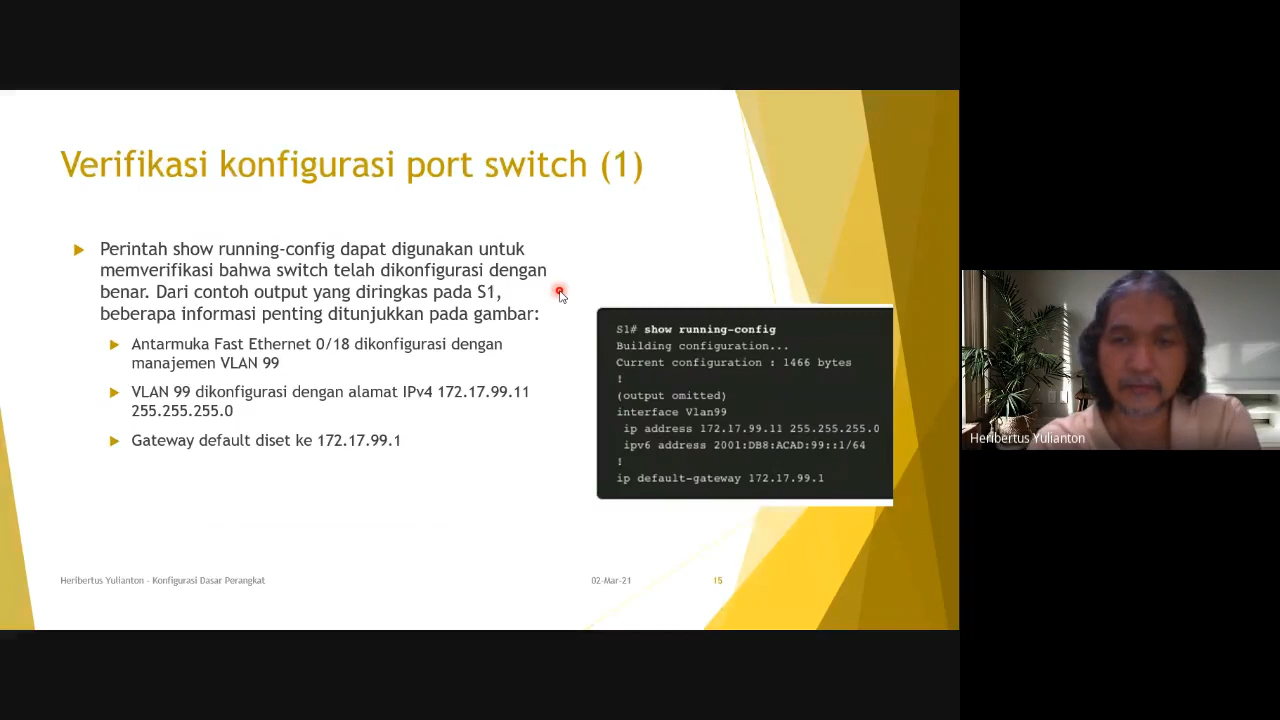 Verifikasi konfigurasi port switch (1)
Perintah show running-config dapat digunakan untuk
memverifikasi bahwa switch telah dikonfigurasi dengan
benar. Dari contoh output yang diringkas pada S1,
beberapa informasi penting ditunjukkan pada gambar:
Antarmuka Fast Ethernet 0/18 dikonfigurasi dengan
manajemen VLAN 99
VLAN 99 dikonfigurasi dengan alamat IPv4 172.17.99.11
255.255.255.0
Gateway default diset ke 172.17.99.1
S1# show running-config
Building configuration...
Current configuration : 1466 bytes
!
(output omitted)
interface Vlan99
ip address 172.17.99.11 255.255.255.0
ipv6 address 2001:DB8:ACAD:99::1/64
!
ip default-gateway 172.17.99.1
Heribertus Yulianton - Konfigurasi Dasar Perangkat
02-Mar-21
15
Heribertus Yulianton